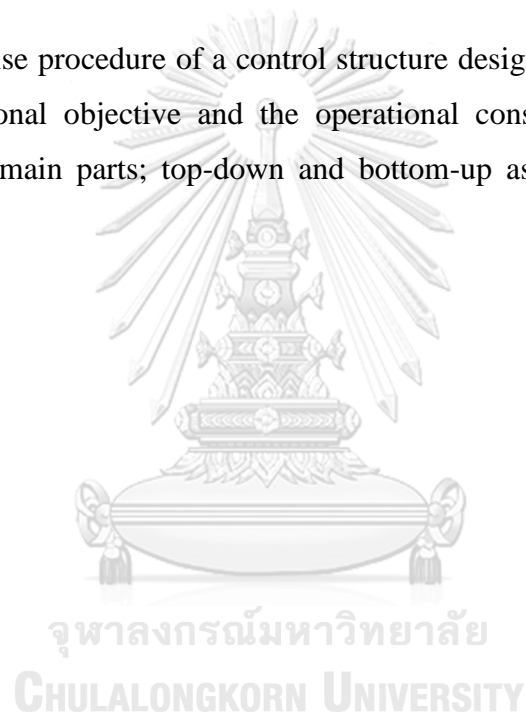 ise procedure of a control structure desig
onal objective and the operational cons
main parts; top-down and bottom-up as
จุฬาลงกรณ์มหาวิทยาลัย
CHULALONGKORN UNIVERSITY